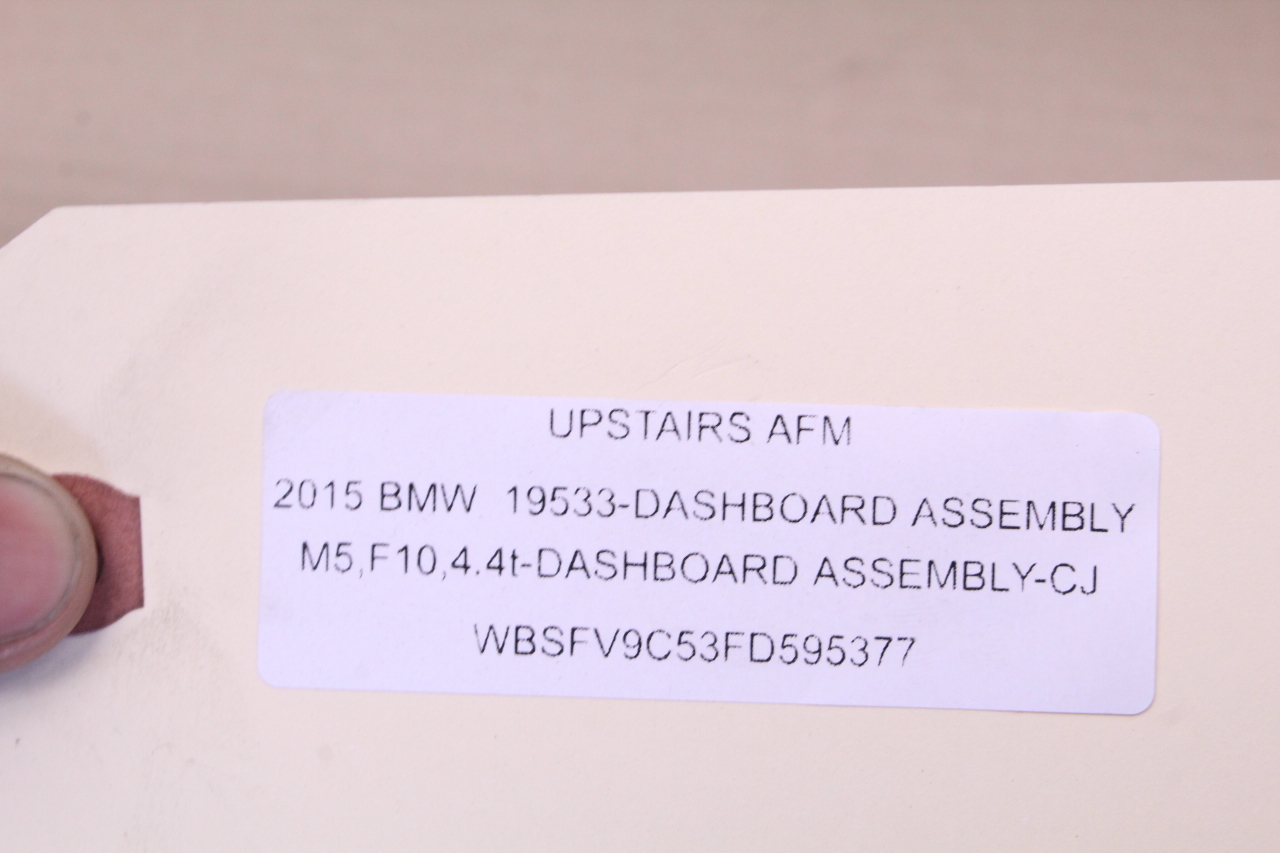 UPSTAIRS AFM
2015 BMW  19533-DASHBOARD ASSEMBLY
M5,F10,4.4t-DASHBOARD ASSEMBLY-CJ
WBSFV9C53FD595377